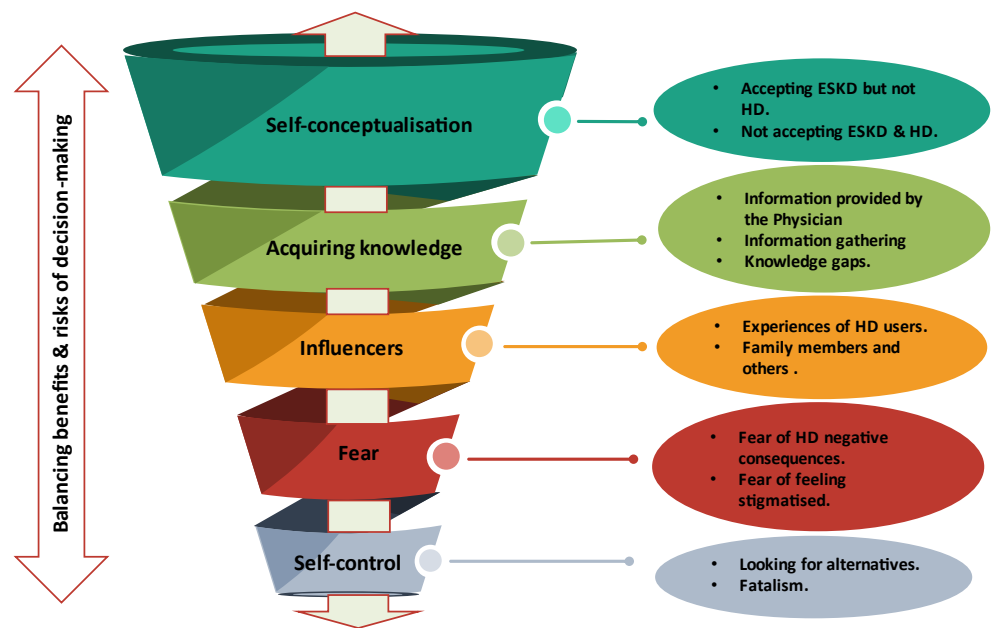 Balancing benefits & risks of decision-making
Self-conceptualisation
• Accepting ESKD but not
HD.
• Not accepting ESKD & HD.
Acquiring knowledge
• Information provided by
the Physician
• Information gathering
• Knowledge gaps.
Influencers
• Experiences of HD users.
• Family members and
others .
Fear
• Fear of HD negative
consequences.
• Fear of feeling
stigmatised.
Self-control
• Looking for alternatives.
• Fatalism.